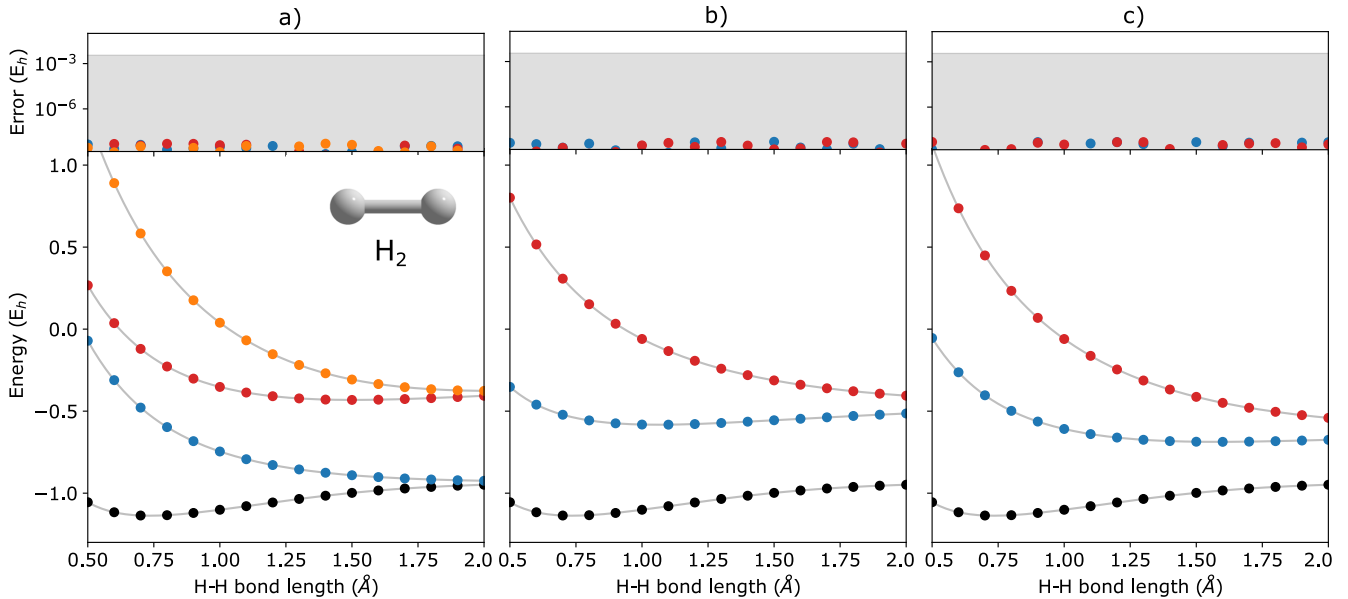 a)
b)
c)
Error (E_h)
10⁻³
10⁻⁶
Energy (E_h)
1.0
0.5
0.0
−0.5
−1.0
H₂
0.50 0.75 1.00 1.25 1.50 1.75 2.00
0.50 0.75 1.00 1.25 1.50 1.75 2.00
0.50 0.75 1.00 1.25 1.50 1.75 2.00
H-H bond length (Å)
H-H bond length (Å)
H-H bond length (Å)